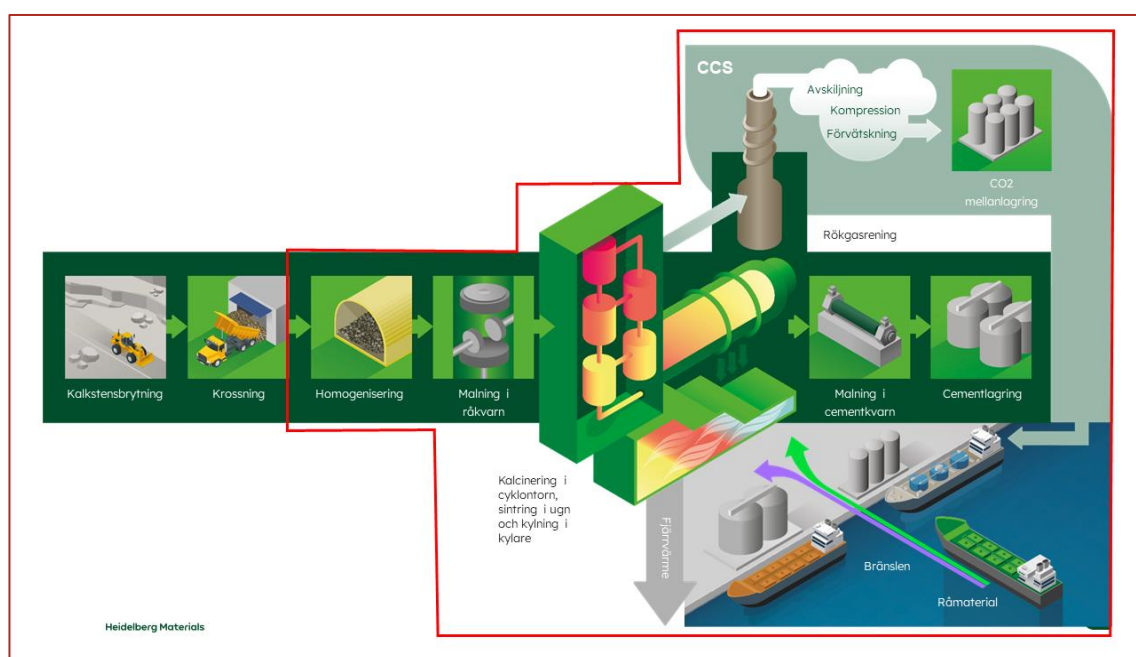 CCS
Avskiljning
Kompression
Förvätskning
CO2
mellanlagring
Rökgasrening
Kalkstensbrytning
Krossning
Homogenisering
Malning i
råkvarn
Malning i
cementkvarn
Cementlagring
Kalcinering i
cyklontorn,
sintring i ugn
och kylning i
kylare
Fjärrvärme
Bränslen
Råmaterial
Heidelberg Materials